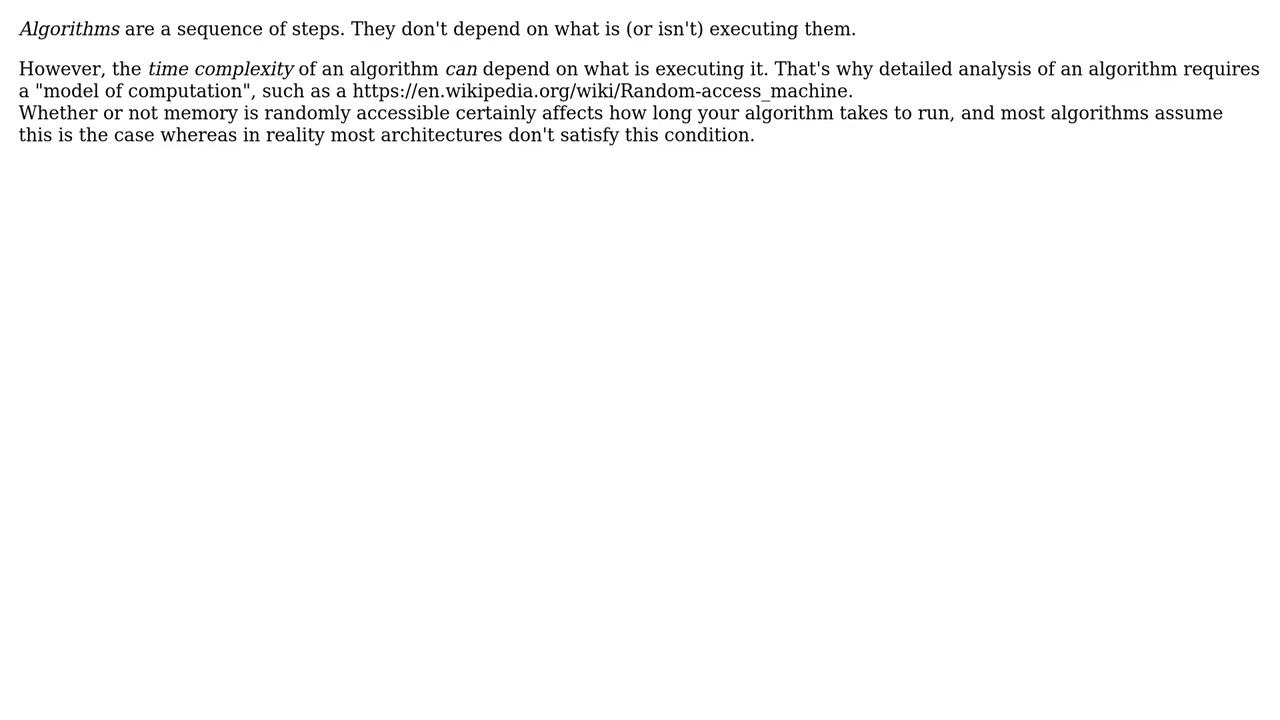 Algorithms are a sequence of steps. They don't depend on what is (or isn't) executing them.
However, the time complexity of an algorithm can depend on what is executing it. That's why detailed analysis of an algorithm requires
a "model of computation", such as a https://en.wikipedia.org/wiki/Random-access_machine.
Whether or not memory is randomly accessible certainly affects how long your algorithm takes to run, and most algorithms assume
this is the case whereas in reality most architectures don't satisfy this condition.